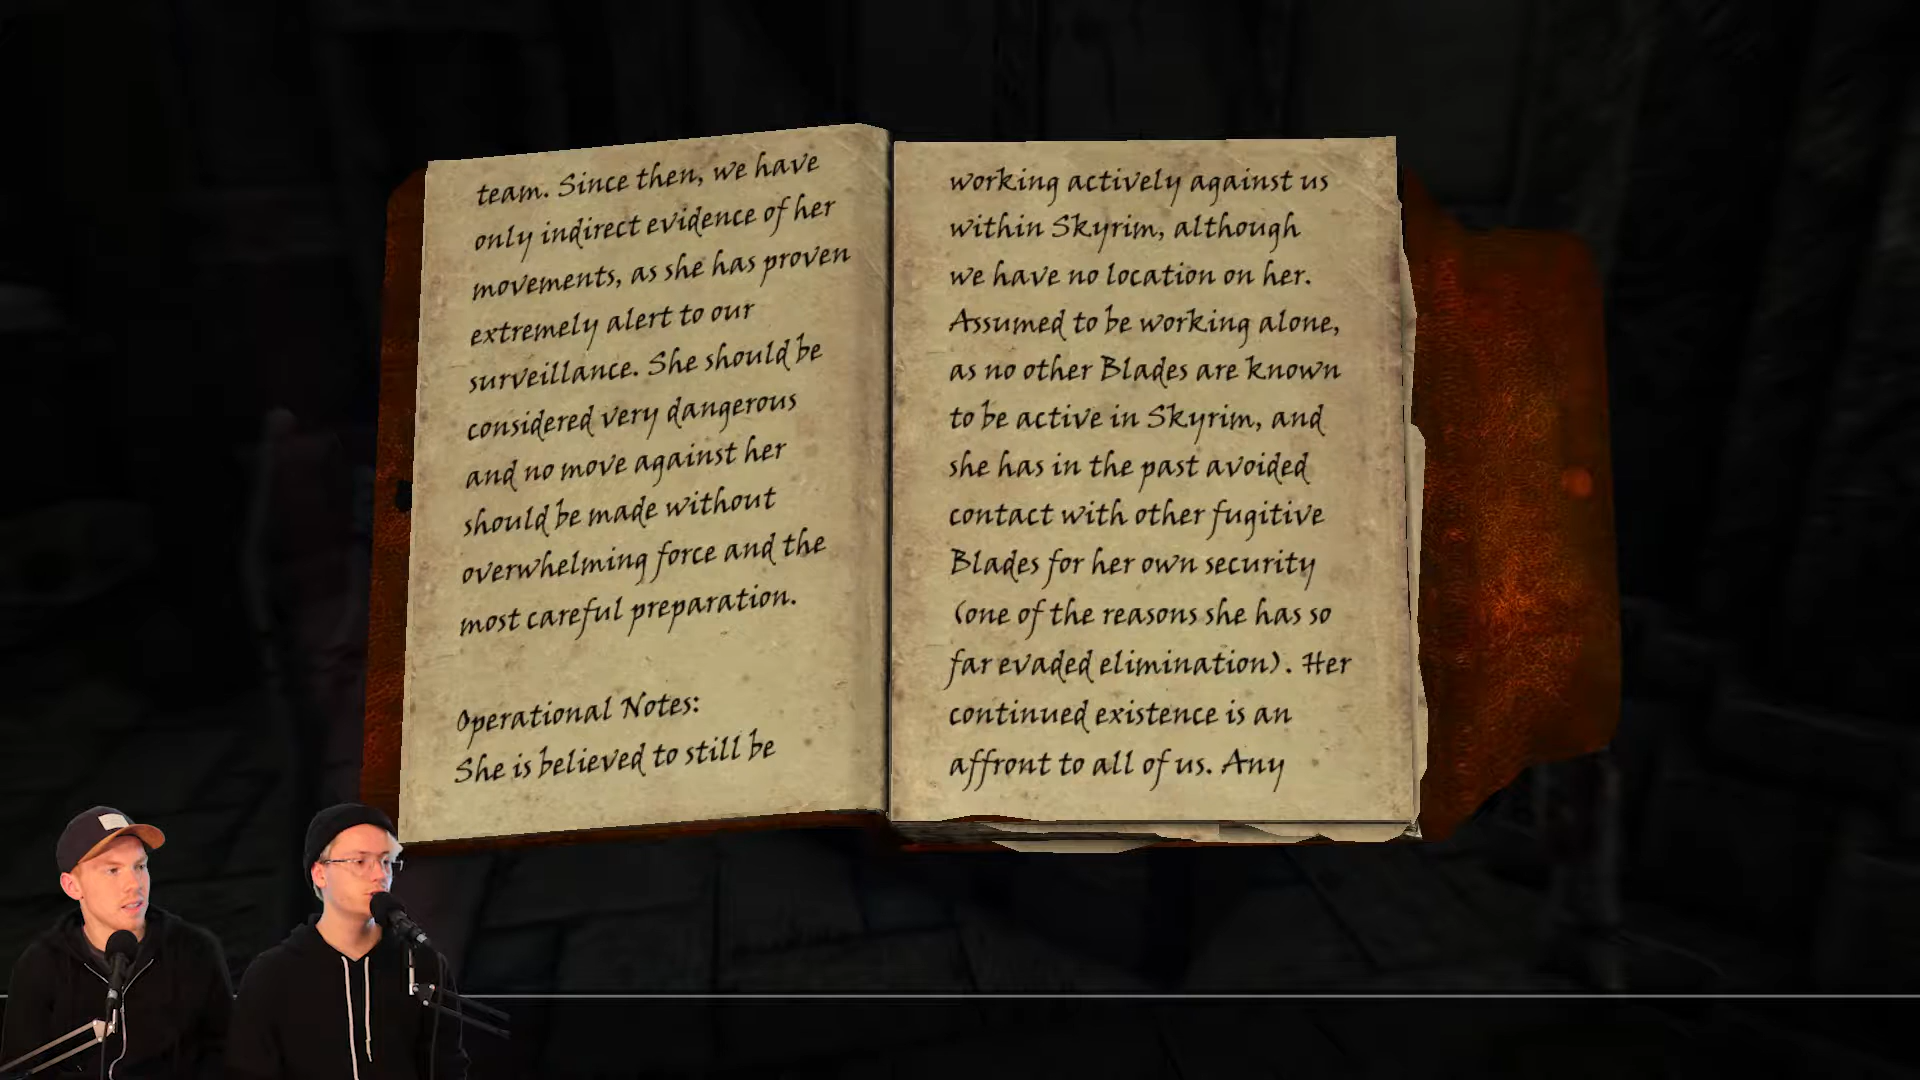 team. Since then, we have
only indirect evidence of her
movements, as she has proven
extremely alert to our
surveillance. She should be
considered very dangerous
and no move against her
should be made without
overwhelming force and the
most careful preparation.
Operational Notes:
She is believed to still be
working actively against us
within Skyrim, although
we have no location on her.
Assumed to be working alone,
as no other Blades are known
to be active in Skyrim, and
she has in the past avoided
contact with other fugitive
Blades for her own security
(one of the reasons she has so
far evaded elimination). Her
continued existence is an
affront to all of us. Any